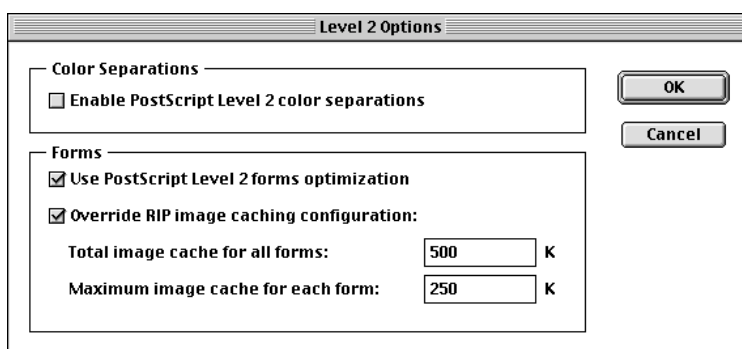 Level 2 Options
Color Separations
Enable PostScript Level 2 color separations
OK
Cancel
Forms
Use PostScript Level 2 forms optimization
Override RIP image caching configuration:
Total image cache for all forms: 500 K
Maximum image cache for each form: 250 K